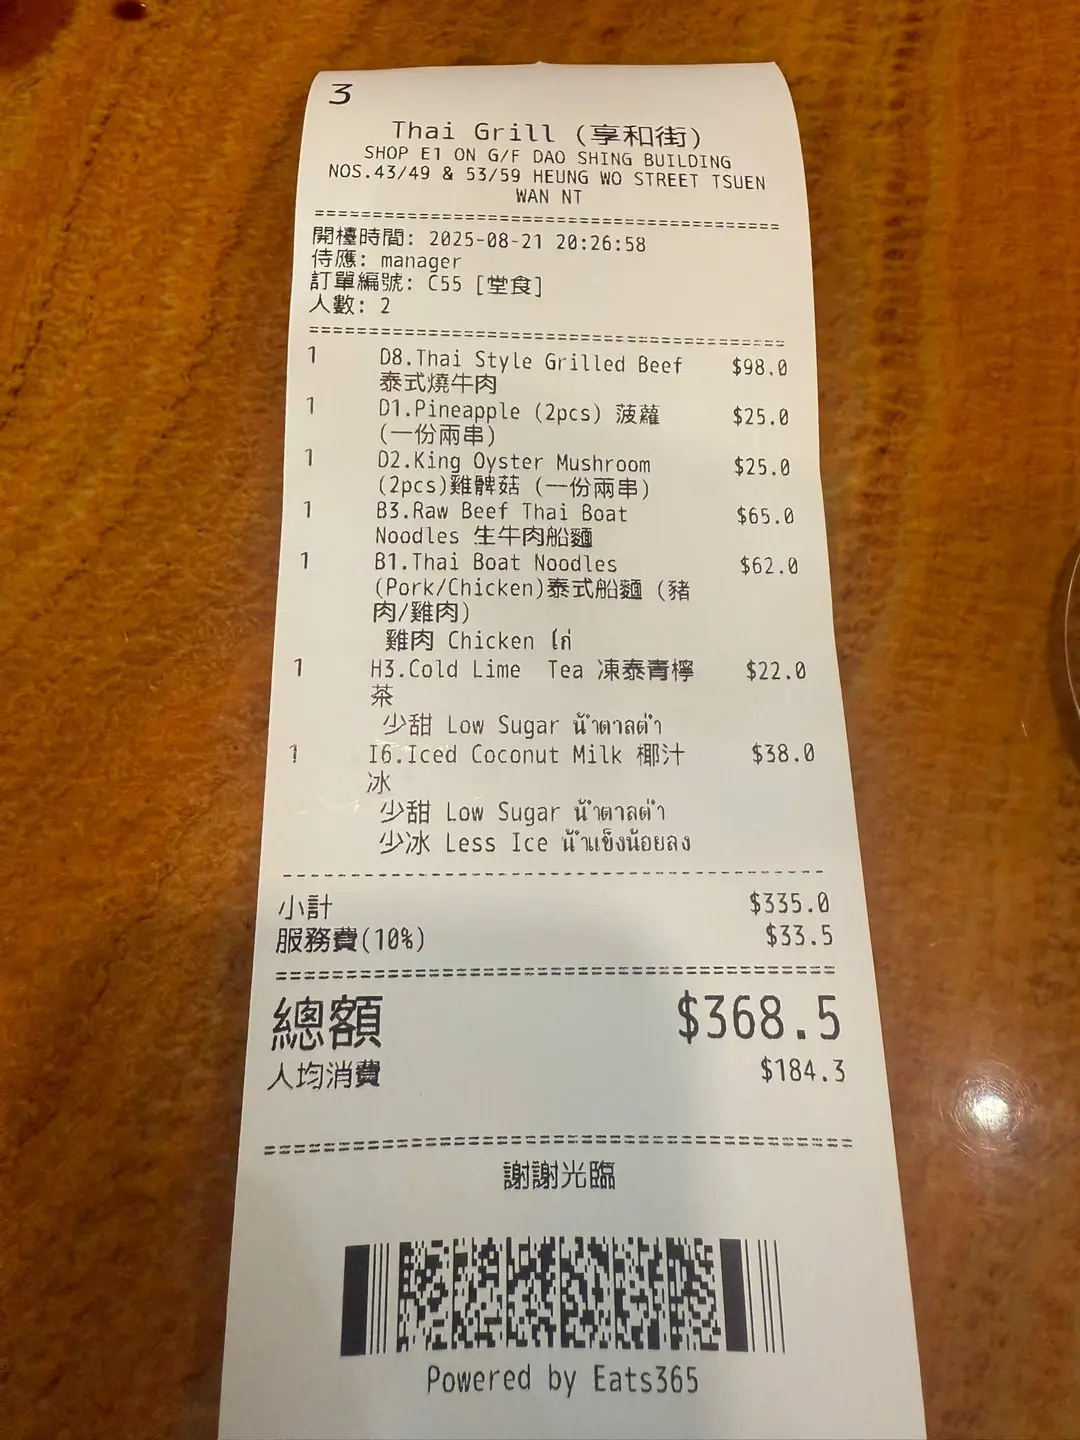 3
Thai Grill (享和街)
SHOP E1 ON G/F DAO SHING BUILDING
NOS.43/49 & 53/59 HEUNG WO STREET TSUEN
WAN NT
開檯時間: 2025-08-21 20:26:58
侍應: manager
訂單編號: C55 [堂食]
人數: 2
1 D8.Thai Style Grilled Beef $98.0
泰式燒牛肉
1 D1.Pineapple (2pcs) 菠蘿 $25.0
(一份兩串)
1 D2.King Oyster Mushroom $25.0
(2pcs)雞髀菇 (一份兩串)
1 B3.Raw Beef Thai Boat $65.0
Noodles 生牛肉船麵
1 B1.Thai Boat Noodles $62.0
(Pork/Chicken)泰式船麵 (豬
肉/雞肉)
雞肉 Chicken ไก่
1 H3.Cold Lime Tea 凍泰青檸 $22.0
茶
少甜 Low Sugar น้ำตาลต่ำ
1 I6.Iced Coconut Milk 椰汁 $38.0
冰
少甜 Low Sugar น้ำตาลต่ำ
少冰 Less Ice น้ำแข็งน้อยลง
小計 $335.0
服務費(10%) $33.5
總額 $368.5
人均消費 $184.3
謝謝光臨
Powered by Eats365